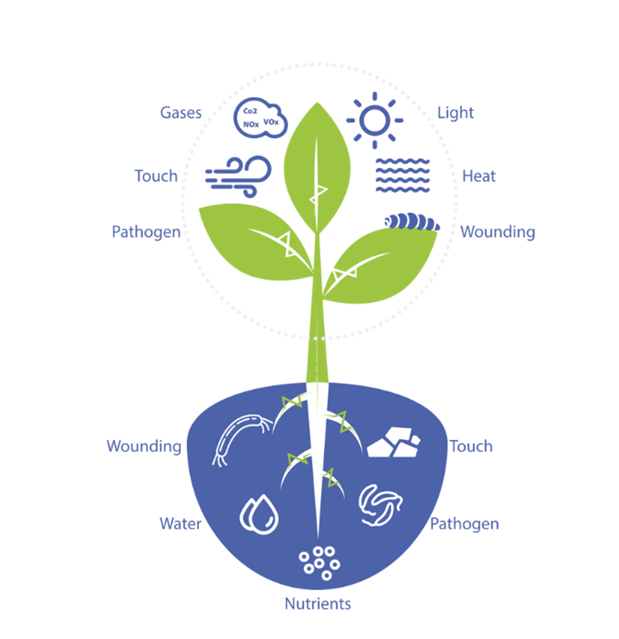 Gases
Co2
NOx VOx
Light
Touch
Heat
Pathogen
Wounding
Wounding
Touch
Water
Pathogen
Nutrients